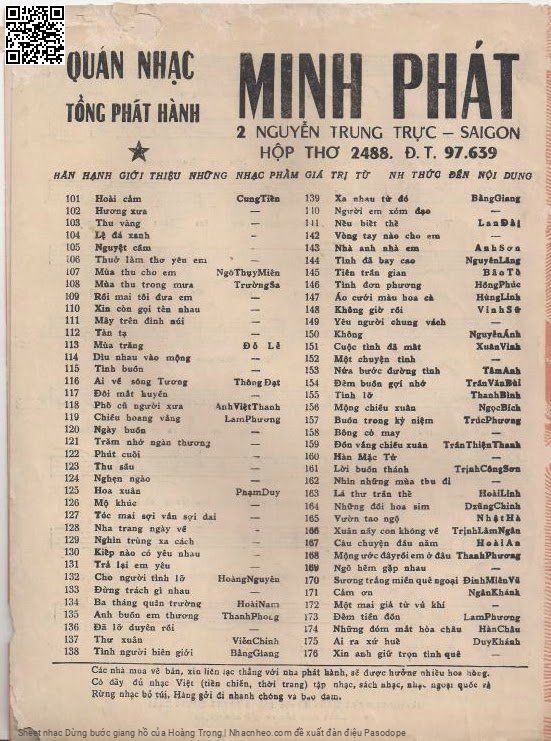 QUÁN NHẠC
TỔNG PHÁT HÀNH
MINH PHÁT
2 NGUYỄN TRUNG TRỰC – SAIGON
HỘP THƠ 2488. Đ.T. 97.639
HÂN HẠNH GIỚI THIỆU NHỮNG NHẠC PHẨM GIÁ TRỊ TỪ NH THỨC ĐẾN NỘI DUNG
101 Hoài cảm CungTiến
102 Hương xưa —
103 Thu vàng —
104 Lệ đá xanh —
105 Nguyệt cầm —
106 Thuở làm thơ yêu em —
107 Mùa thu cho em NgôThụyMiên
108 Mùa thu trong mưa TrườngSa
109 Rồi mai tôi đưa em —
110 Xin còn gọi tên nhau —
111 Mây trên đỉnh núi —
112 Tàn tạ —
113 Mùa trăng Đỗ Lễ
114 Dìu nhau vào mộng —
115 Tình buồn —
116 Ai về sông Tương ThôngĐạt
117 Đôi mắt huyền —
118 Phố cũ người xưa AnhViệtThanh
119 Chiều hoang vắng LamPhương
120 Ngày buồn —
121 Trăm nhớ ngàn thương —
122 Phút cuối —
123 Thu sầu —
124 Nghẹn ngào —
125 Hoa xuân PhạmDuy
126 Mộ khúc —
127 Tóc mai sợi vắn sợi dài —
128 Nha trang ngày về —
129 Nghìn trùng xa cách —
130 Kiếp nào có yêu nhau —
131 Trả lại em yêu —
132 Cho người tình lỡ HoàngNguyên
133 Đừng trách gì nhau —
134 Ba tháng quân trường HoàiNam
135 Anh buồn em thương ThanhPhong
136 Đã lỡ duyên rồi —
137 Thư xuân ViễnChinh
138 Tình người biên giới BằngGiang
139 Xa nhau từ đó BằngGiang
140 Người em xóm đạo —
141 Nếu biết thế LanĐài
142 Vòng tay nào cho em —
143 Nhà anh nhà em AnhSơn
144 Tình đã bay cao NguyênLãng
145 Tiên trần gian BảoTố
146 Tình đơn phương HồngPhúc
147 Áo cưới màu hoa cà HùngLinh
148 Không giờ rồi VinhSử
149 Yêu người chung vách —
150 Không NguyễnÁnh
151 Cuộc tình đã mất XuânVinh
152 Một chuyện tình —
153 Nửa bước đường tình TâmAnh
154 Đêm buồn gợi nhớ TrầnVănBùi
155 Tình lỡ ThanhBình
156 Mộng chiều xuân NgọcBích
157 Buồn trong kỷ niệm TrúcPhương
158 Bông cỏ may —
159 Đồn vắng chiều xuân TrầnThiệnThanh
160 Hàn Mặc Tử —
161 Lời buồn thánh TrịnhCôngSơn
162 Nhìn những mùa thu đi —
163 Lá thư trần thế HoàiLinh
164 Những đồi hoa sim DzũngChinh
165 Vườn tao ngộ NhậtHà
166 Xuân nầy con không về TrịnhLâmNgân
167 Câu chuyện đầu năm HoàiAn
168 Mộng ước đây rồi em ở đâu ThanhPhương
169 Ngõ hẽm gặp nhau —
170 Sương trắng miền quê ngoại ĐinhMiênVũ
171 Cảm ơn NgânKhánh
172 Một mai giã từ vũ khí —
173 Đêm tiền đồn LamPhương
174 Những đóm mắt hỏa châu HànChâu
175 Ai ra xứ huế DuyKhánh
176 Xin anh giữ trọn tình quê —
Các nhà mua về bán, xin liên lạc thẳng với nhà phát hành, sẽ được hưởng nhiều hoa hồng.
Có đầy đủ nhạc Việt (tiền chiến, thời trang) tập nhạc, sách nhạc, nhạc ngoại quốc và
Rừng nhạc bỏ túi, Hàng gởi đi nhanh chóng và bảo đảm.
Sheet nhạc Dừng bước giang hồ của Hoàng Trọng | Nhacnheo.com đề xuất đàn điệu Pasodope